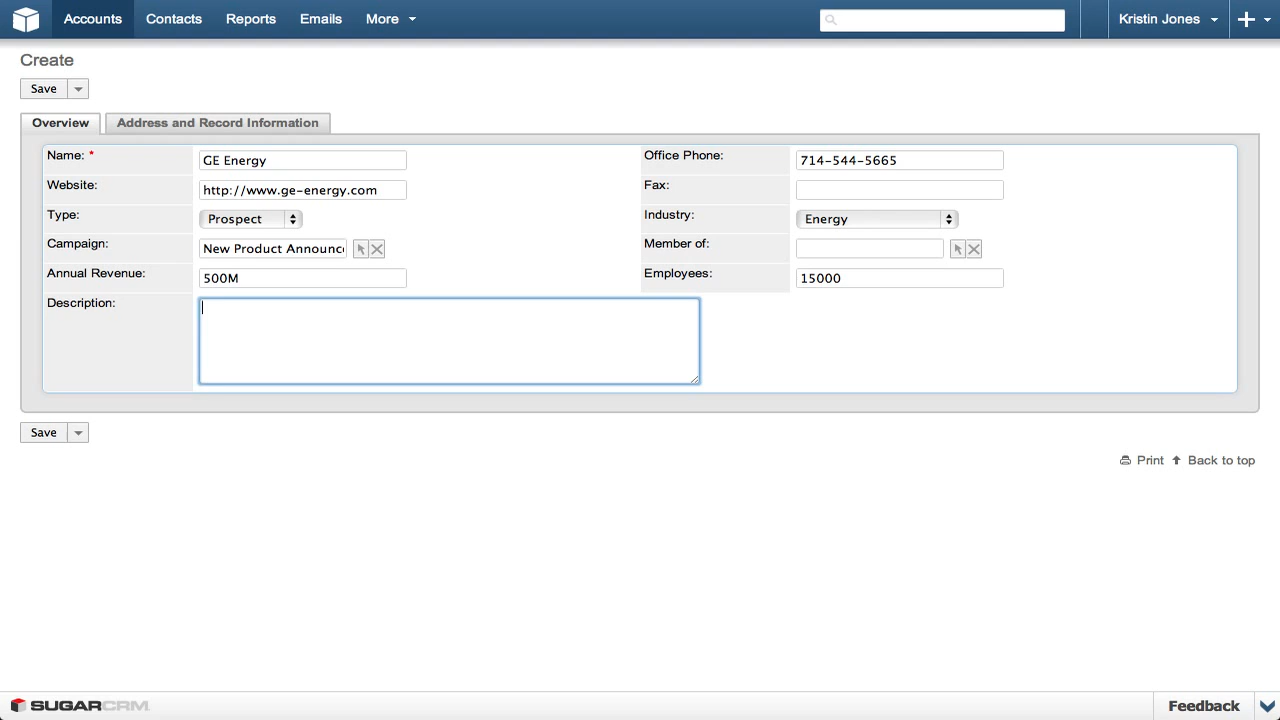 Accounts Contacts Reports Emails More Kristin Jones
Create
Save
Overview Address and Record Information
Name: * GE Energy Office Phone: 714-544-5665
Website: http://www.ge-energy.com Fax:
Type: Prospect Industry: Energy
Campaign: New Product Announc Member of:
Annual Revenue: 500M Employees: 15000
Description:
Save
Print Back to top
SUGARCRM Feedback